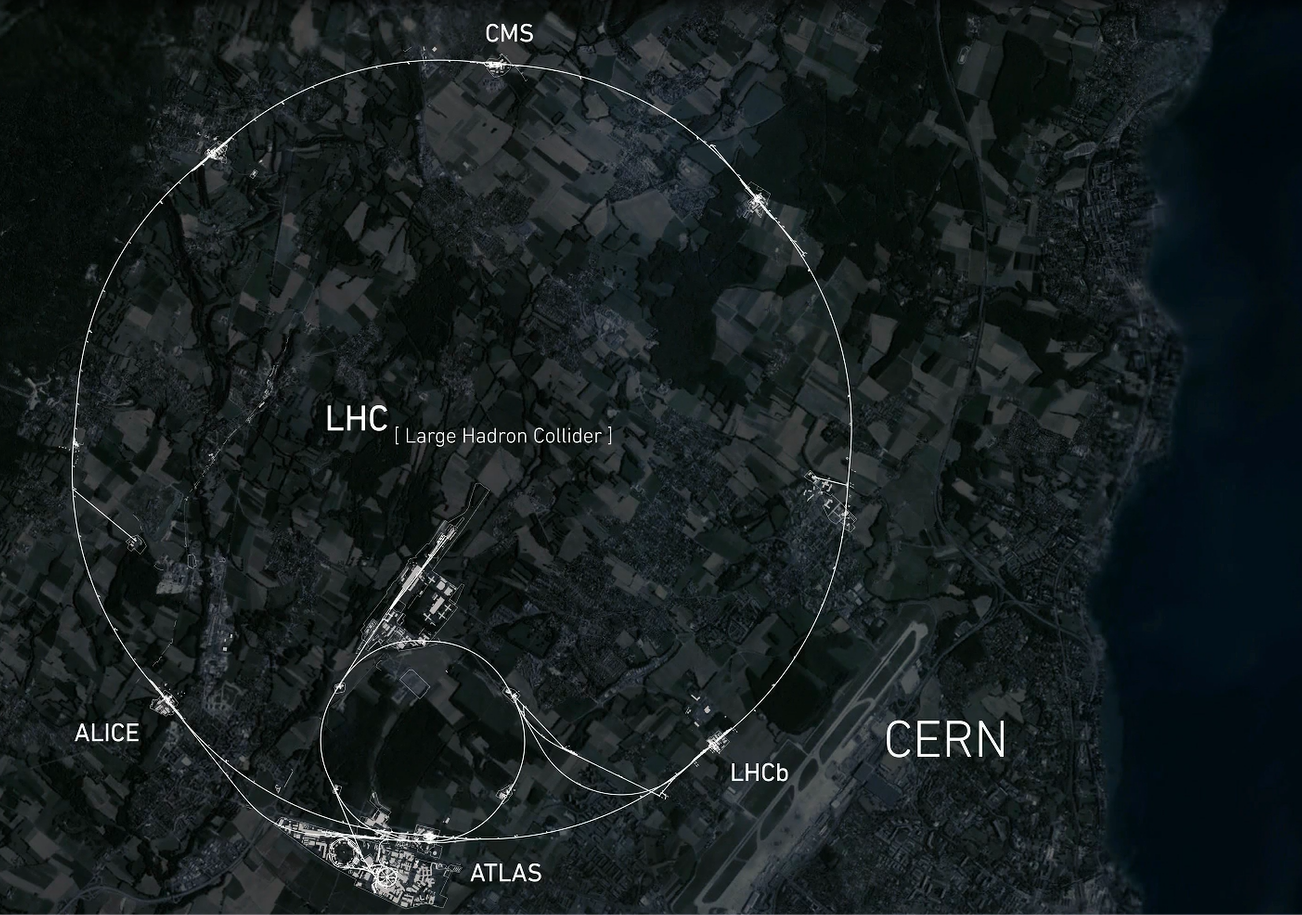 CMS
LHC
[ Large Hadron Collider ]
ALICE
CERN
LHCb
ATLAS